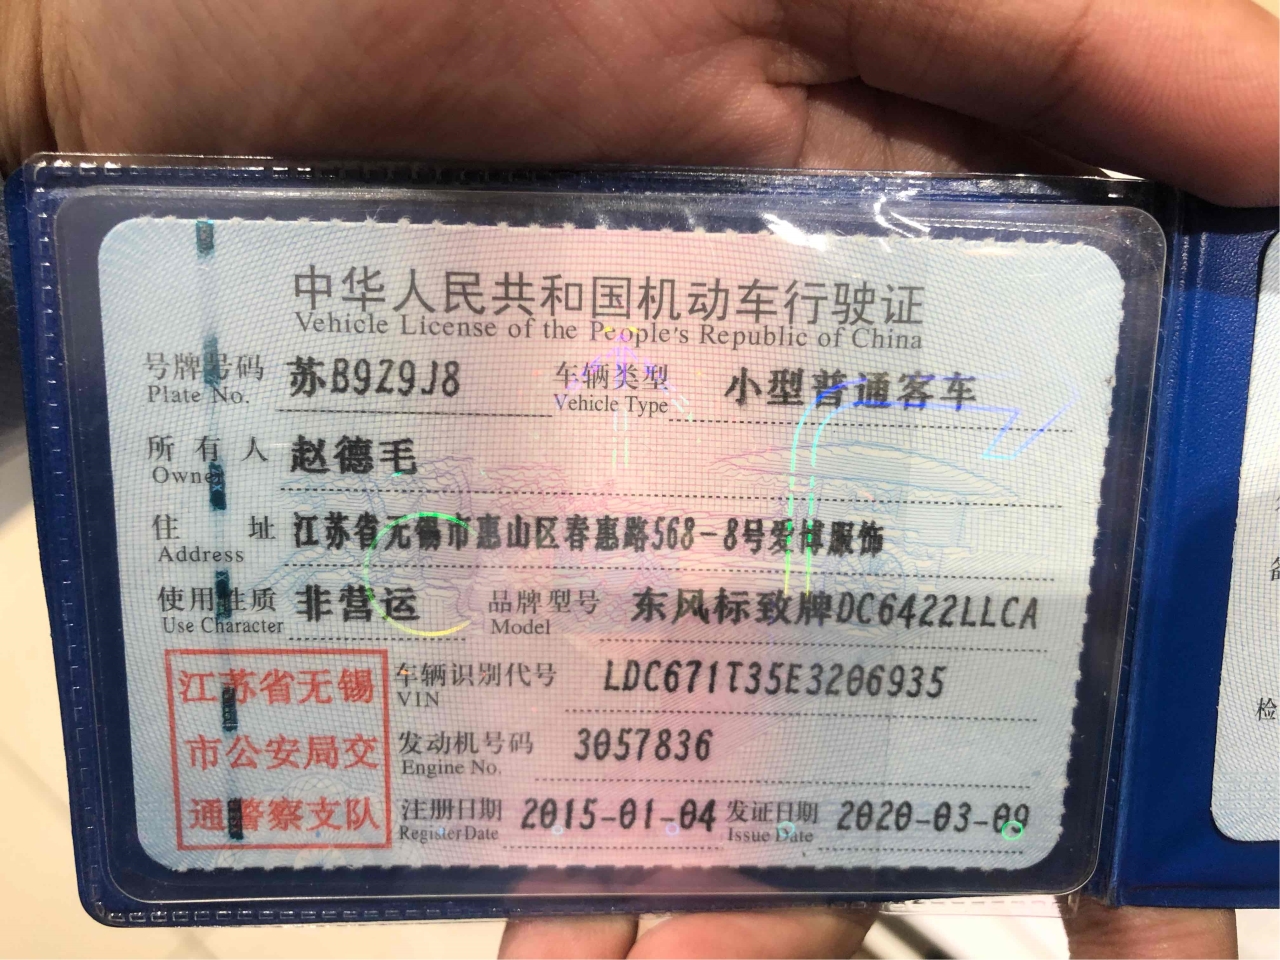 中华人民共和国机动车行驶证
Vehicle License of the People's Republic of China
号牌号码 苏B9Z9J8 车辆类型 小型普通客车
Plate No. Vehicle Type
所有人 赵德毛
Owner
住址 江苏省无锡市惠山区春惠路568-8号爱博服饰
Address
使用性质 非营运 品牌型号 东风标致牌DC6422LLCA
Use Character Model
江苏省无锡
市公安局交
通警察支队
车辆识别代号 LDC671T35E3206935
VIN
发动机号码 3057836
Engine No.
注册日期 2015-01-04 发证日期 2020-03-09
Register Date Issue Date
检